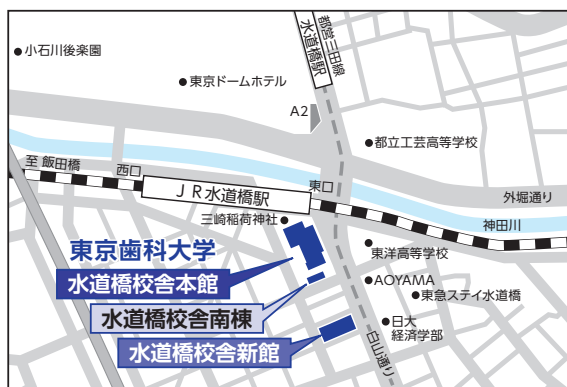 小石川後楽園
東京ドームホテル
都営三田線
水道橋駅
A2
都立工芸高等学校
至 飯田橋
西口
JR水道橋駅
東口
外堀通り
神田川
三崎稲荷神社
東京歯科大学
水道橋校舎本館
水道橋校舎南棟
水道橋校舎新館
東洋高等学校
AOYAMA
東急ステイ水道橋
日大
経済学部
白山通り